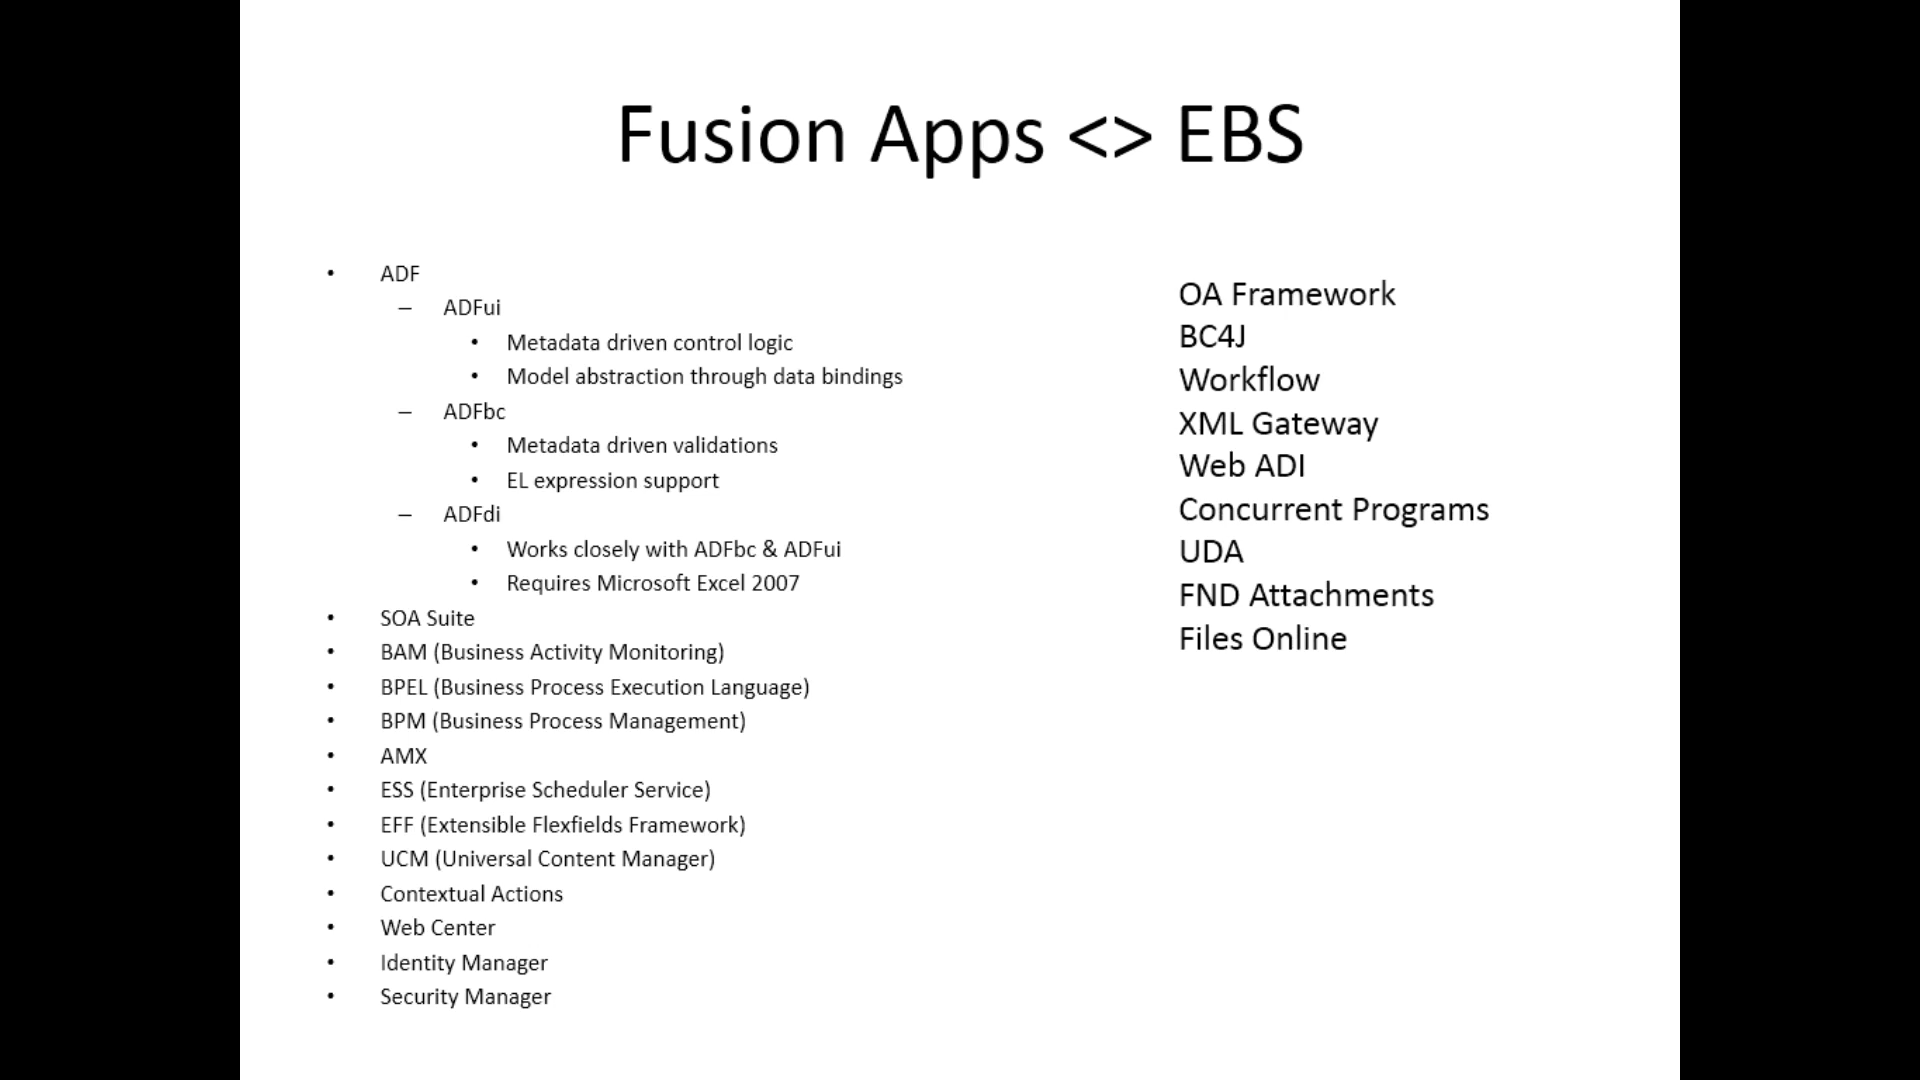 Fusion Apps <> EBS
• ADF
– ADFui
• Metadata driven control logic
• Model abstraction through data bindings
– ADFbc
• Metadata driven validations
• EL expression support
– ADFdi
• Works closely with ADFbc & ADFui
• Requires Microsoft Excel 2007
• SOA Suite
• BAM (Business Activity Monitoring)
• BPEL (Business Process Execution Language)
• BPM (Business Process Management)
• AMX
• ESS (Enterprise Scheduler Service)
• EFF (Extensible Flexfields Framework)
• UCM (Universal Content Manager)
• Contextual Actions
• Web Center
• Identity Manager
• Security Manager
OA Framework
BC4J
Workflow
XML Gateway
Web ADI
Concurrent Programs
UDA
FND Attachments
Files Online